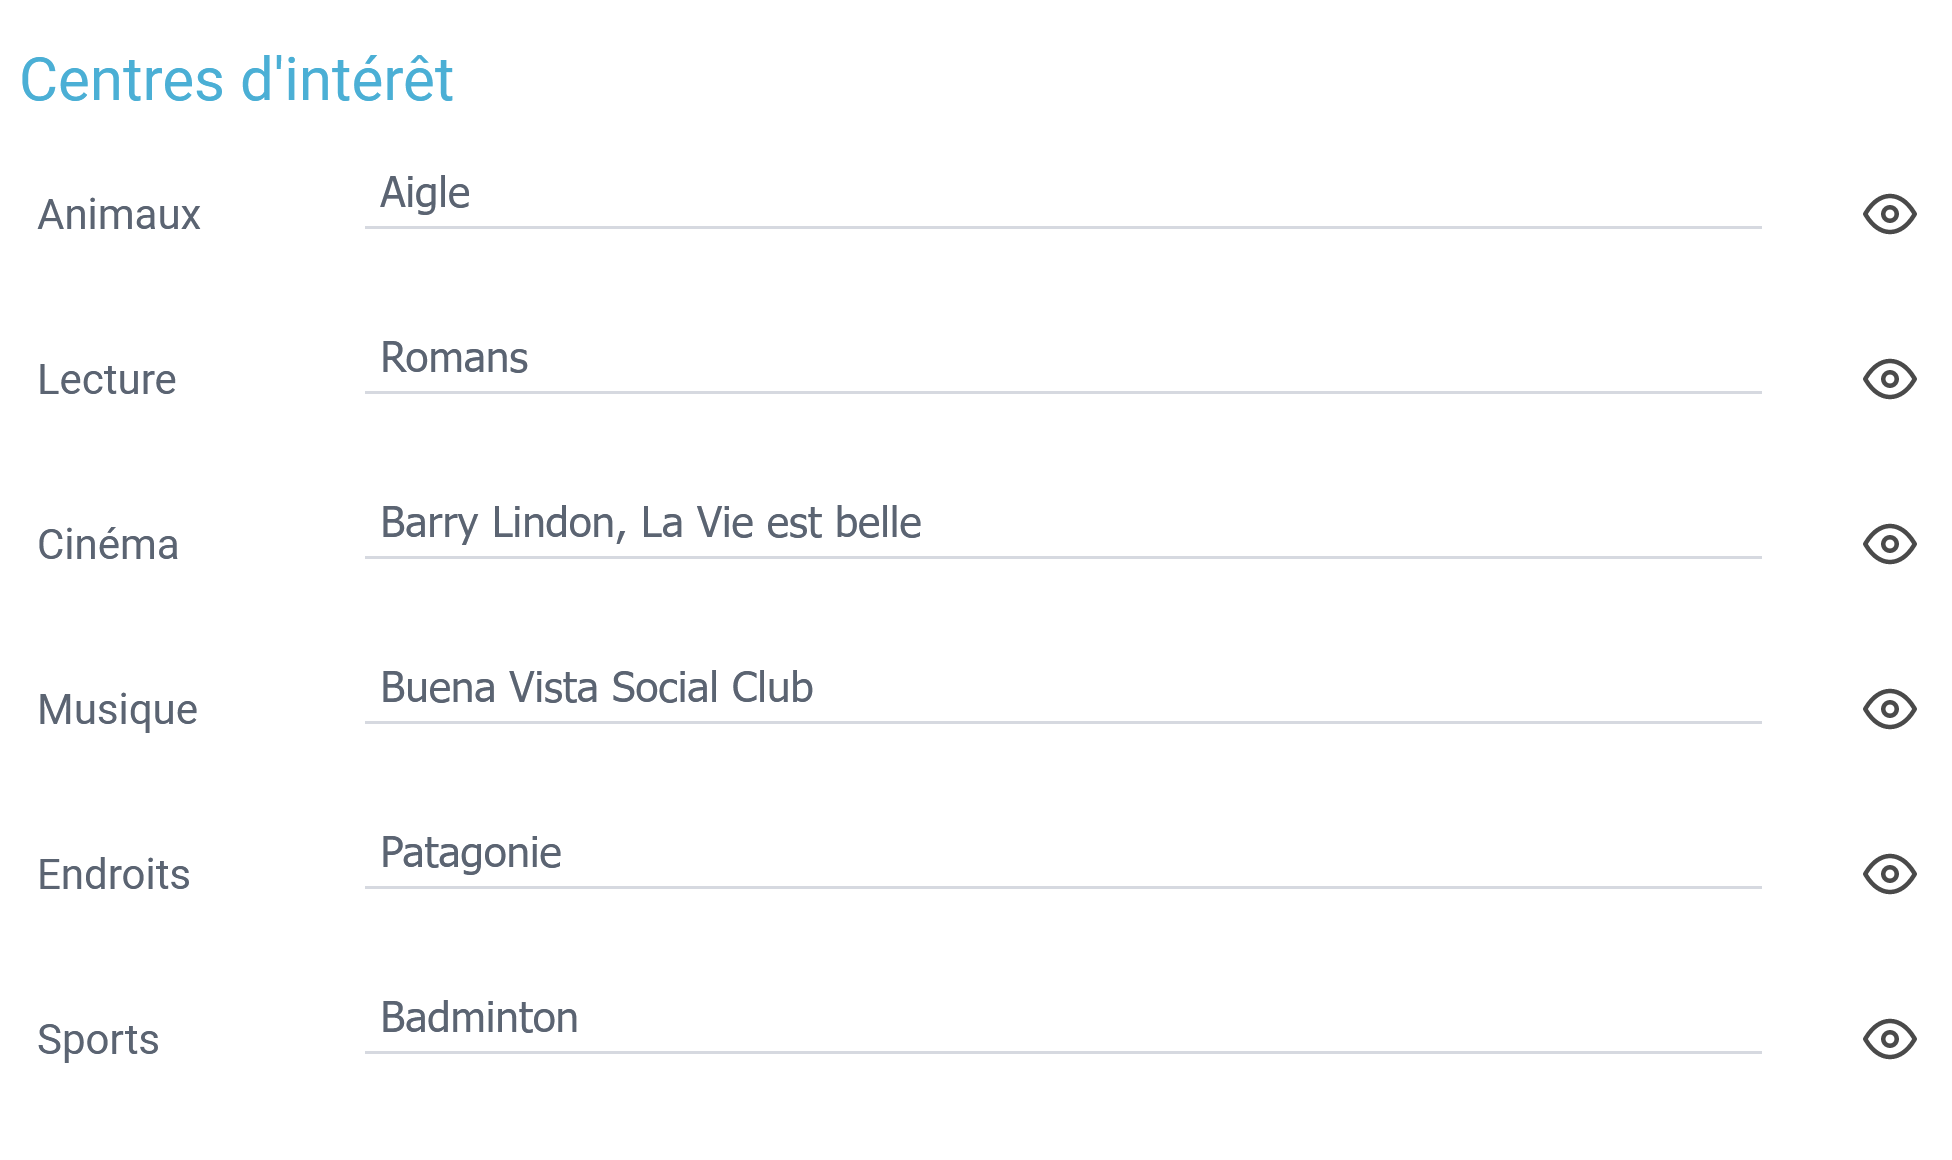 Centres d'intérêt
Animaux Aigle
Lecture Romans
Cinéma Barry Lindon, La Vie est belle
Musique Buena Vista Social Club
Endroits Patagonie
Sports Badminton